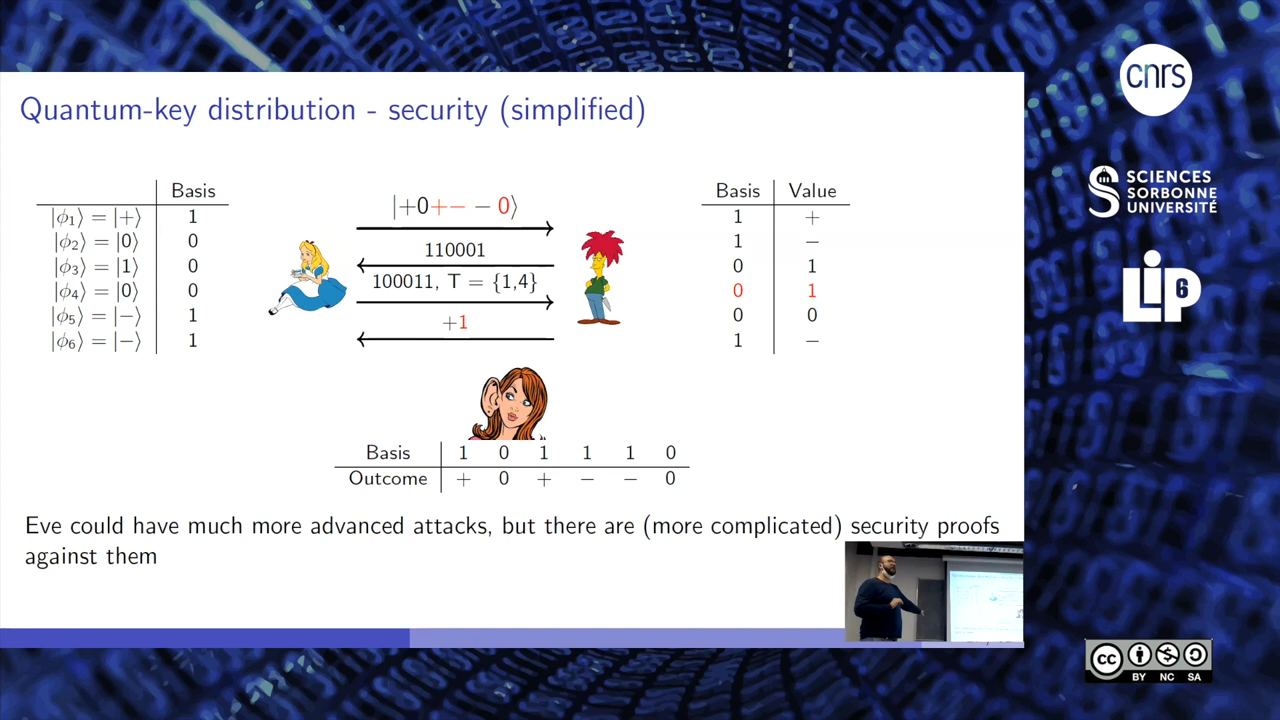 cnrs
Quantum-key distribution - security (simplified)
SCIENCES
SORBONNE
UNIVERSITÉ
LIP6
Basis
|ϕ₁⟩ = |+⟩ 1
|ϕ₂⟩ = |0⟩ 0
|ϕ₃⟩ = |1⟩ 0
|ϕ₄⟩ = |0⟩ 0
|ϕ₅⟩ = |−⟩ 1
|ϕ₆⟩ = |−⟩ 1
|+0+− − 0⟩
110001
100011, T = {1,4}
+1
Basis Value
1 +
1 −
0 1
0 1
0 0
1 −
Basis 1 0 1 1 1 0
Outcome + 0 + − − 0
Eve could have much more advanced attacks, but there are (more complicated) security proofs
against them
cc
BY NC SA